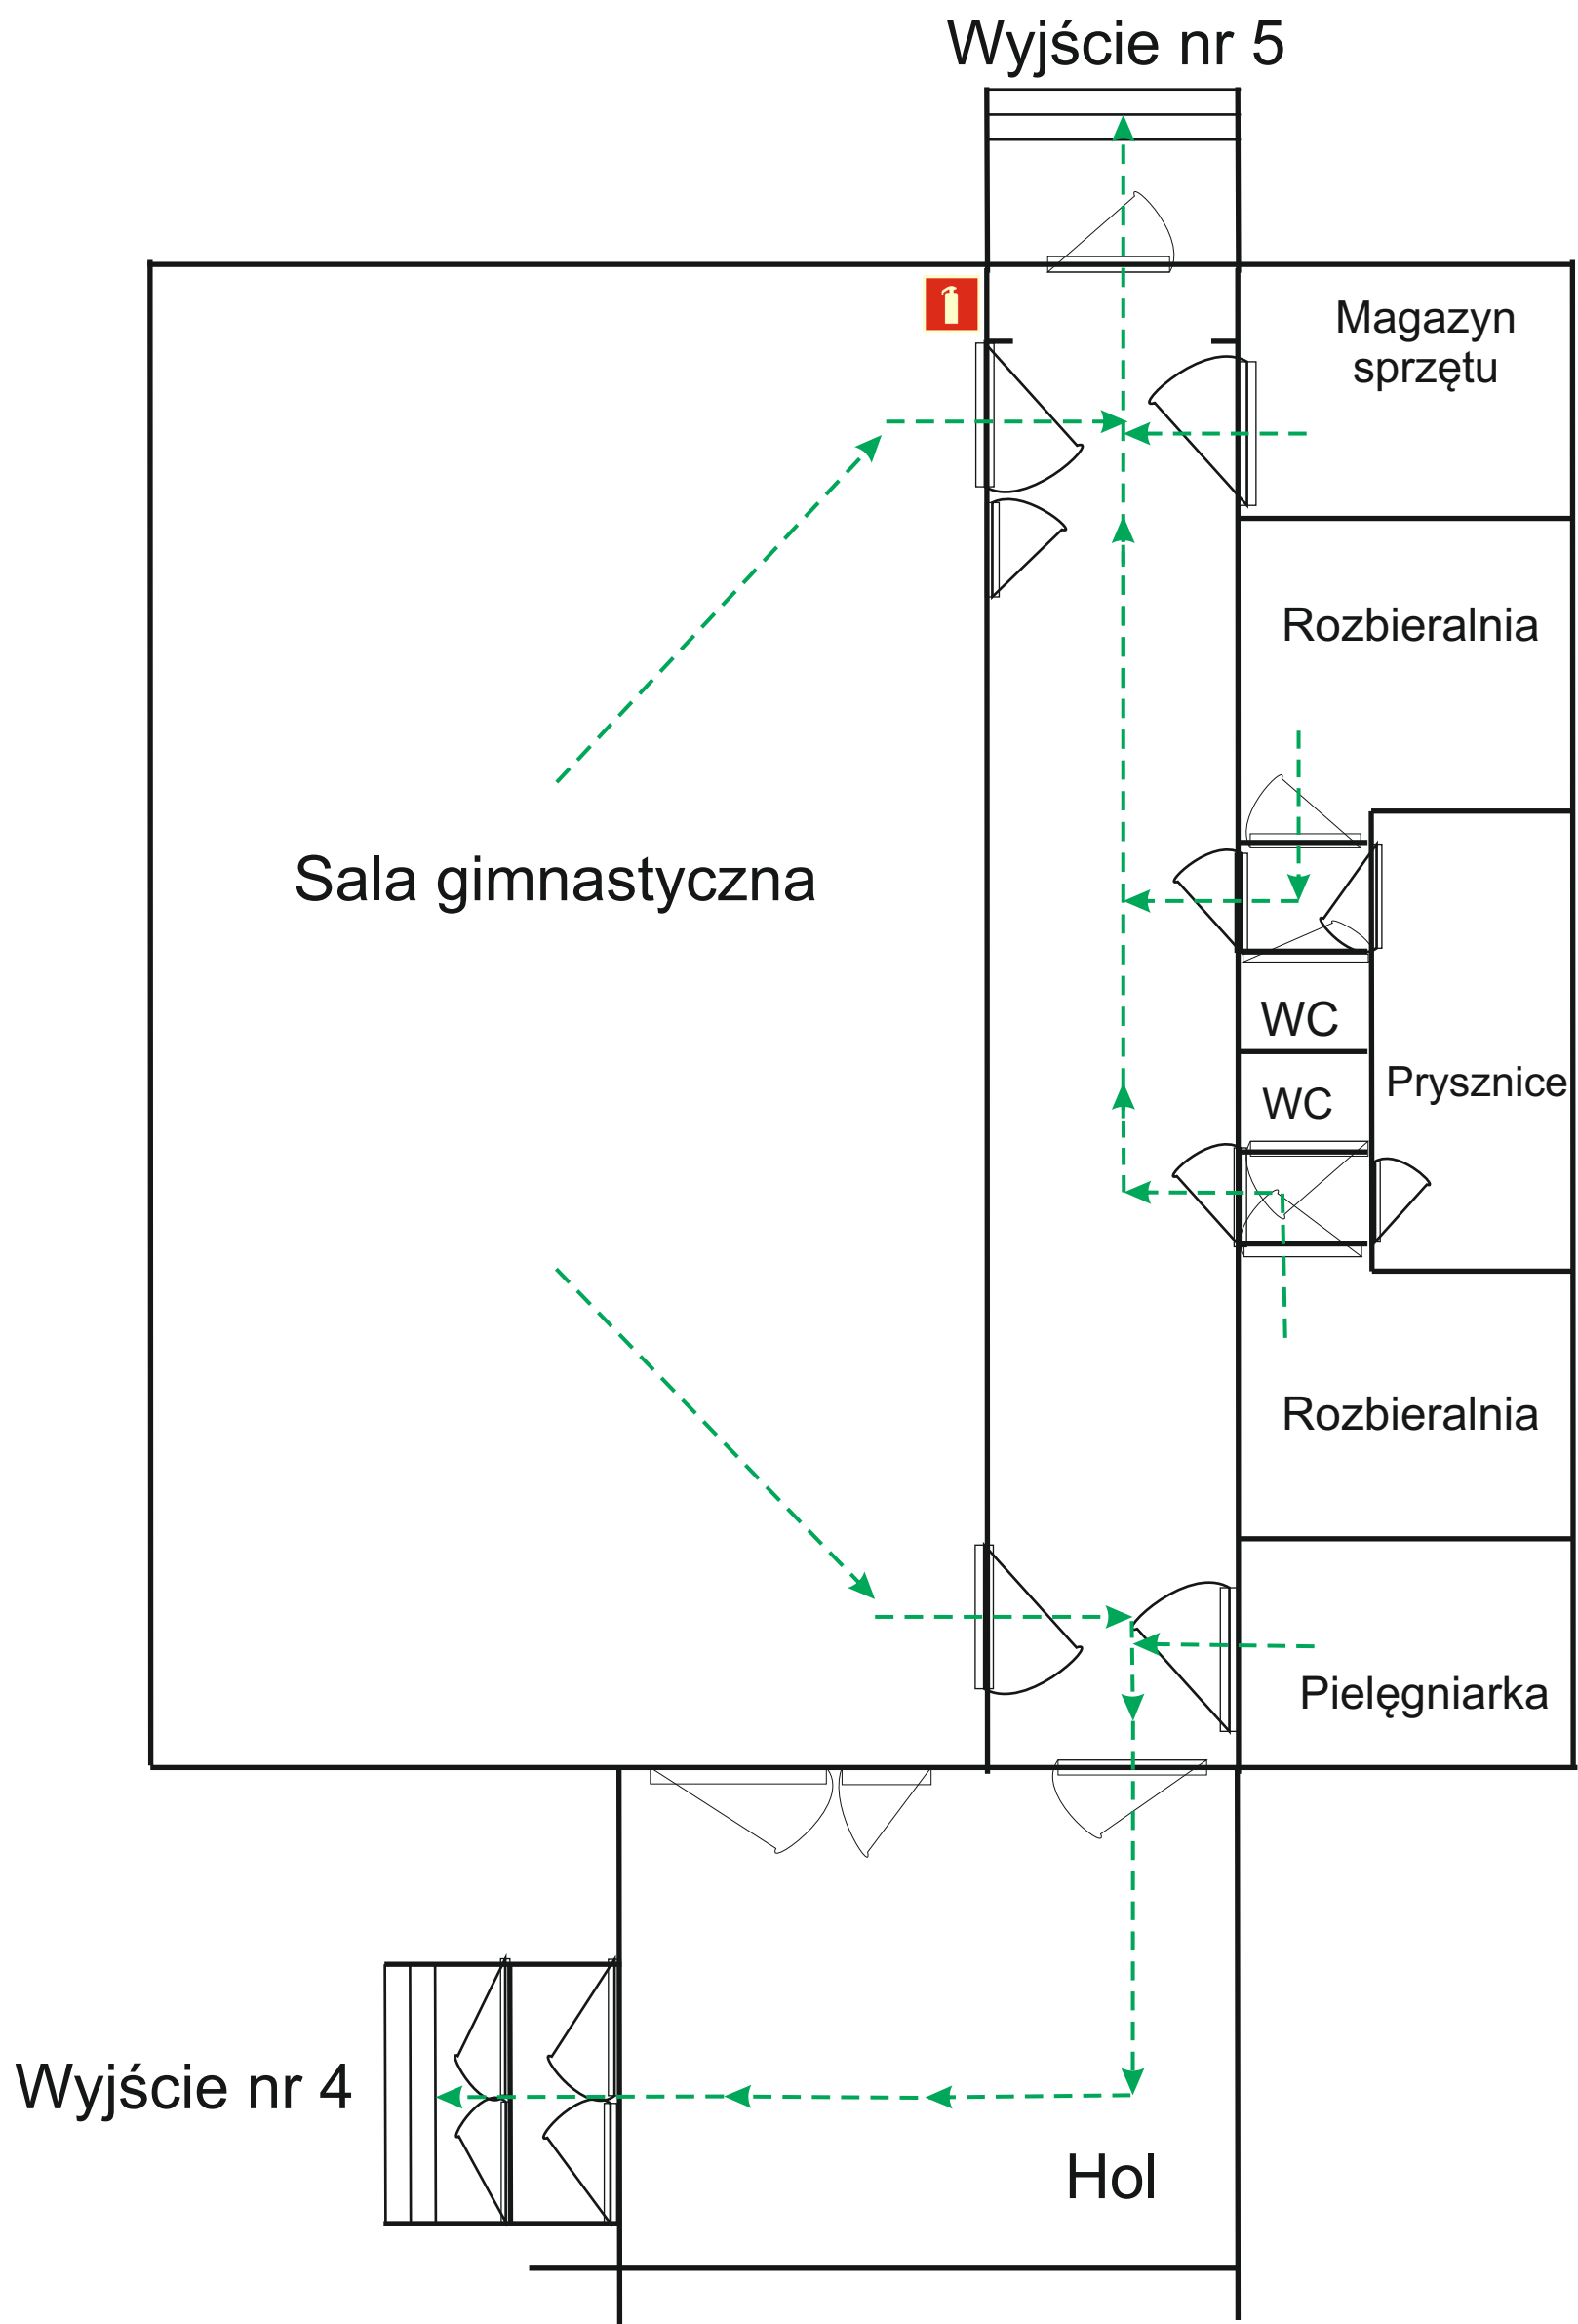 Wyjście nr 5
Magazyn
sprzętu
Rozbieralnia
Sala gimnastyczna
WC
Prysznice
WC
Rozbieralnia
Pielęgniarka
Wyjście nr 4
Hol